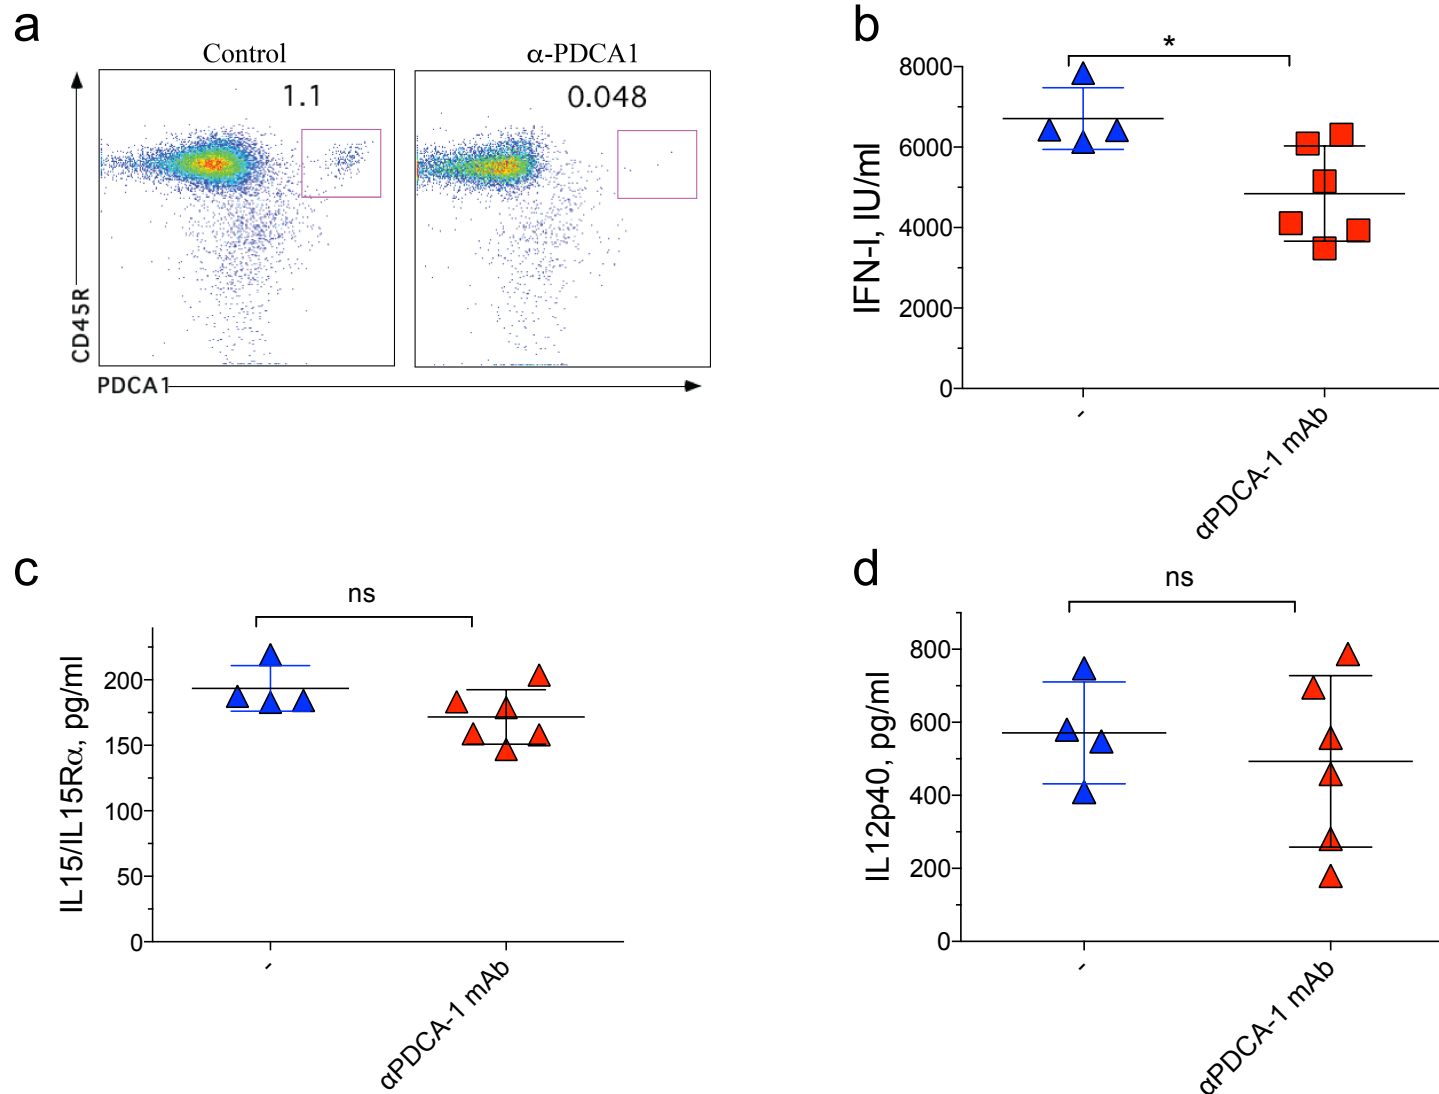 a
Control
α-PDCA1
1.1
0.048
CD45R
PDCA1
b
*
IFN-I, IU/ml
8000
6000
4000
2000
0
-
αPDCA-1 mAb
c
ns
IL15/IL15Rα, pg/ml
200
150
100
50
0
-
αPDCA-1 mAb
d
ns
IL12p40, pg/ml
800
600
400
200
0
-
αPDCA-1 mAb